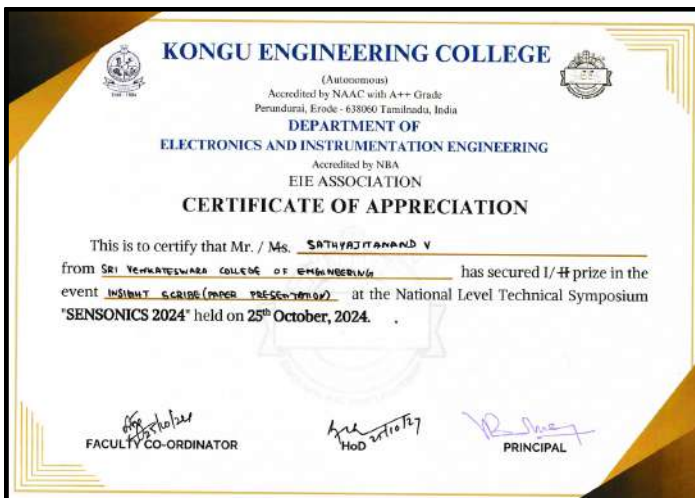 KONGU ENGINEERING COLLEGE
(Autonomous)
Accredited by NAAC with A++ Grade
Perundurai, Erode - 638060 Tamilnadu, India
DEPARTMENT OF
ELECTRONICS AND INSTRUMENTATION ENGINEERING
Accredited by NBA
EIE ASSOCIATION
CERTIFICATE OF APPRECIATION
This is to certify that Mr. / Ms. SATHYAJITANAND V
from SRI VENKATESWARA COLLEGE OF ENGINEERING has secured I/ II prize in the
event INSIGHT SCRIBE (PAPER PRESENTATION) at the National Level Technical Symposium
"SENSONICS 2024" held on 25th October, 2024.
FACULTY CO-ORDINATOR
HoD
PRINCIPAL